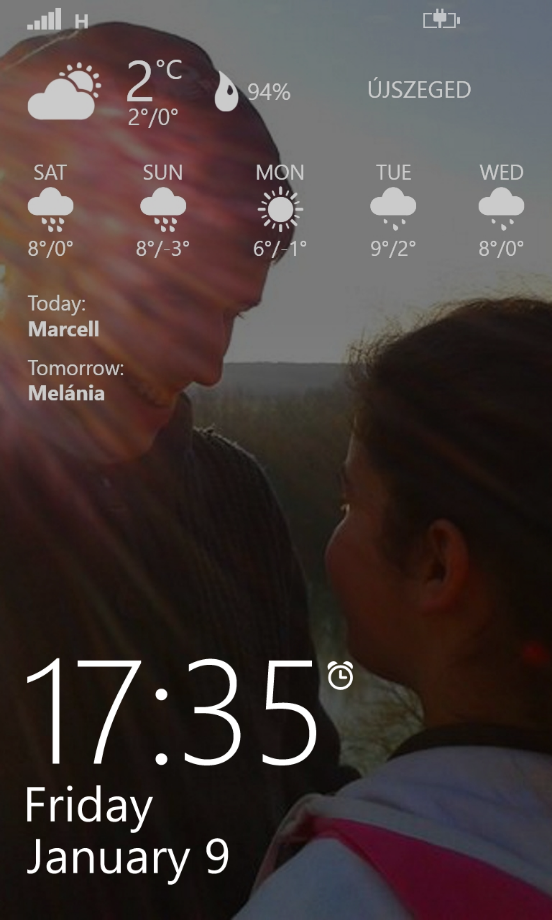 H
2°C
2°/0°
94%
ÚJSZEGED
SAT SUN MON TUE WED
8°/0° 8°/-3° 6°/-1° 9°/2° 8°/0°
Today:
Marcell
Tomorrow:
Melánia
17:35
Friday
January 9